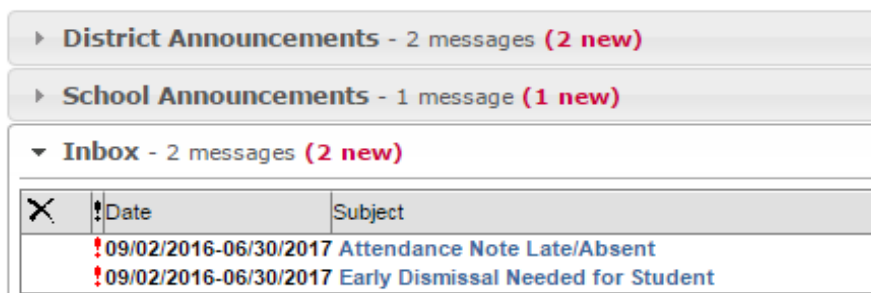 District Announcements - 2 messages (2 new)
School Announcements - 1 message (1 new)
Inbox - 2 messages (2 new)
! Date Subject
! 09/02/2016-06/30/2017 Attendance Note Late/Absent
! 09/02/2016-06/30/2017 Early Dismissal Needed for Student